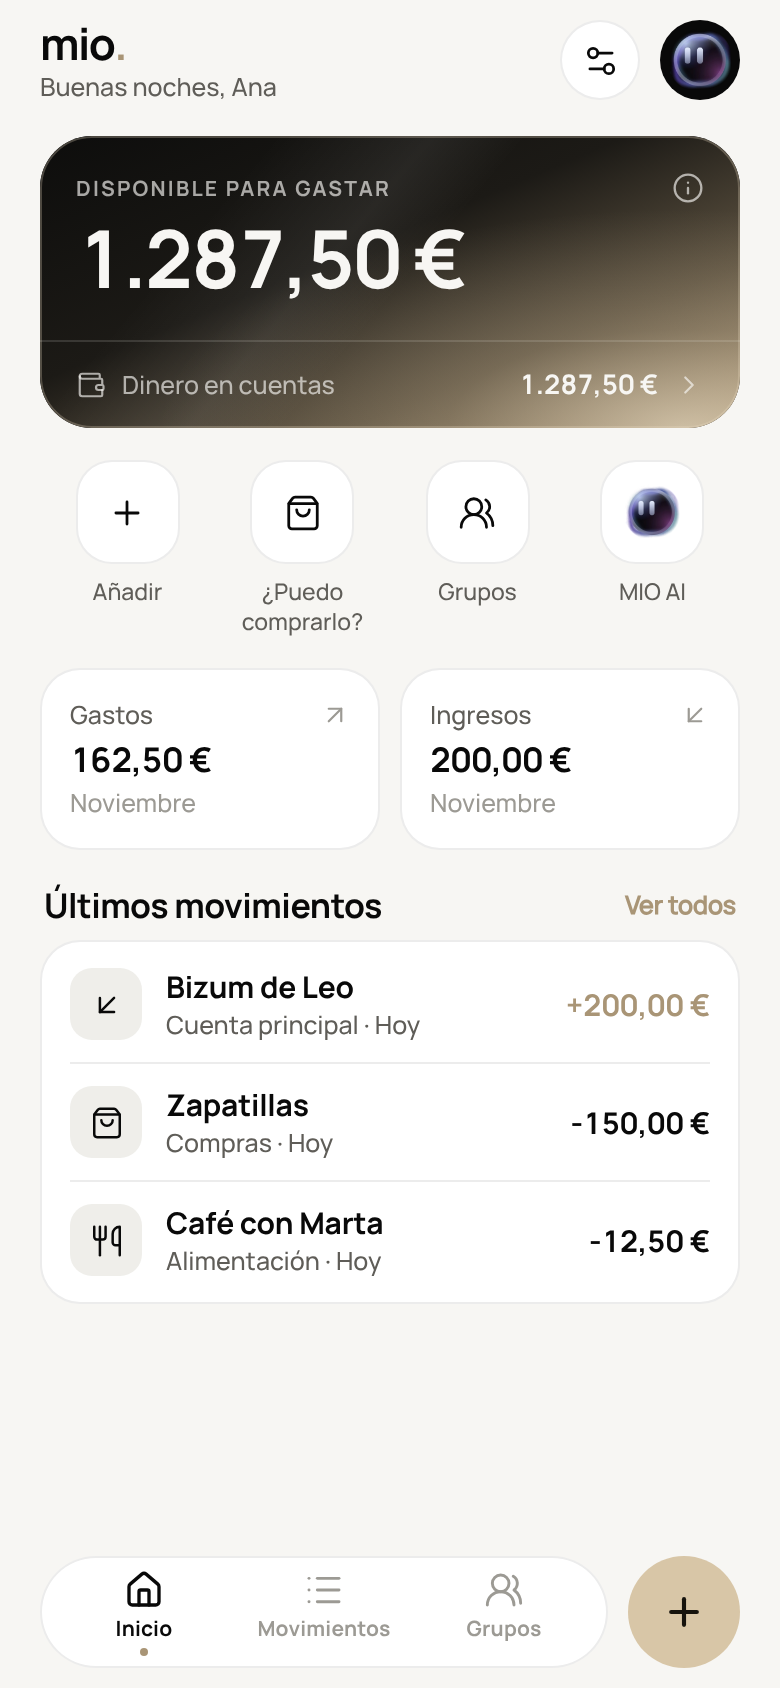 mio.
Buenas noches, Ana
DISPONIBLE PARA GASTAR
1.287,50 €
Dinero en cuentas 1.287,50 €
Añadir
¿Puedo comprarlo?
Grupos
MIO AI
Gastos
162,50 €
Noviembre
Ingresos
200,00 €
Noviembre
Últimos movimientos Ver todos
Bizum de Leo
Cuenta principal · Hoy
+200,00 €
Zapatillas
Compras · Hoy
-150,00 €
Café con Marta
Alimentación · Hoy
-12,50 €
Inicio
Movimientos
Grupos